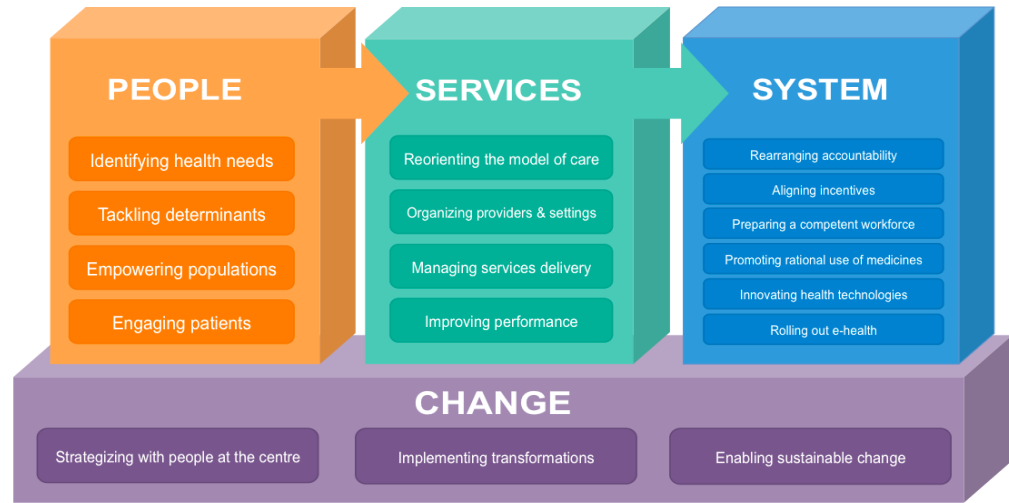 PEOPLE
Identifying health needs
Tackling determinants
Empowering populations
Engaging patients
SERVICES
Reorienting the model of care
Organizing providers & settings
Managing services delivery
Improving performance
SYSTEM
Rearranging accountability
Aligning incentives
Preparing a competent workforce
Promoting rational use of medicines
Innovating health technologies
Rolling out e-health
CHANGE
Strategizing with people at the centre
Implementing transformations
Enabling sustainable change